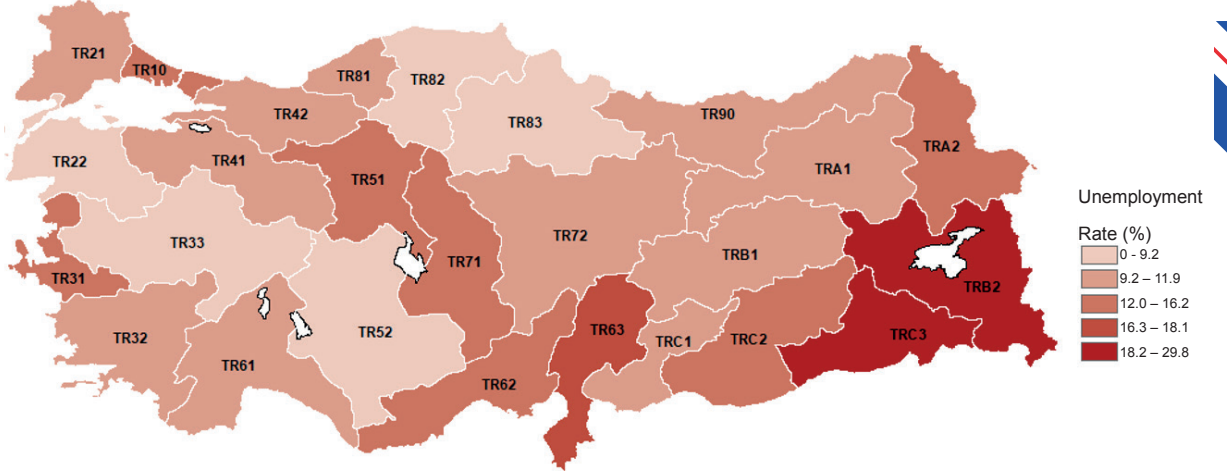 TR21
TR10
TR81
TR82
TR42
TR83
TR90
TR22
TR41
TR51
TRA1
TRA2
TR33
TR72
TRB1
TR31
TR71
TRB2
TR32
TR52
TR63
TRC1
TRC2
TRC3
TR61
TR62
Unemployment
Rate (%)
0 - 9.2
9.2 – 11.9
12.0 – 16.2
16.3 – 18.1
18.2 – 29.8